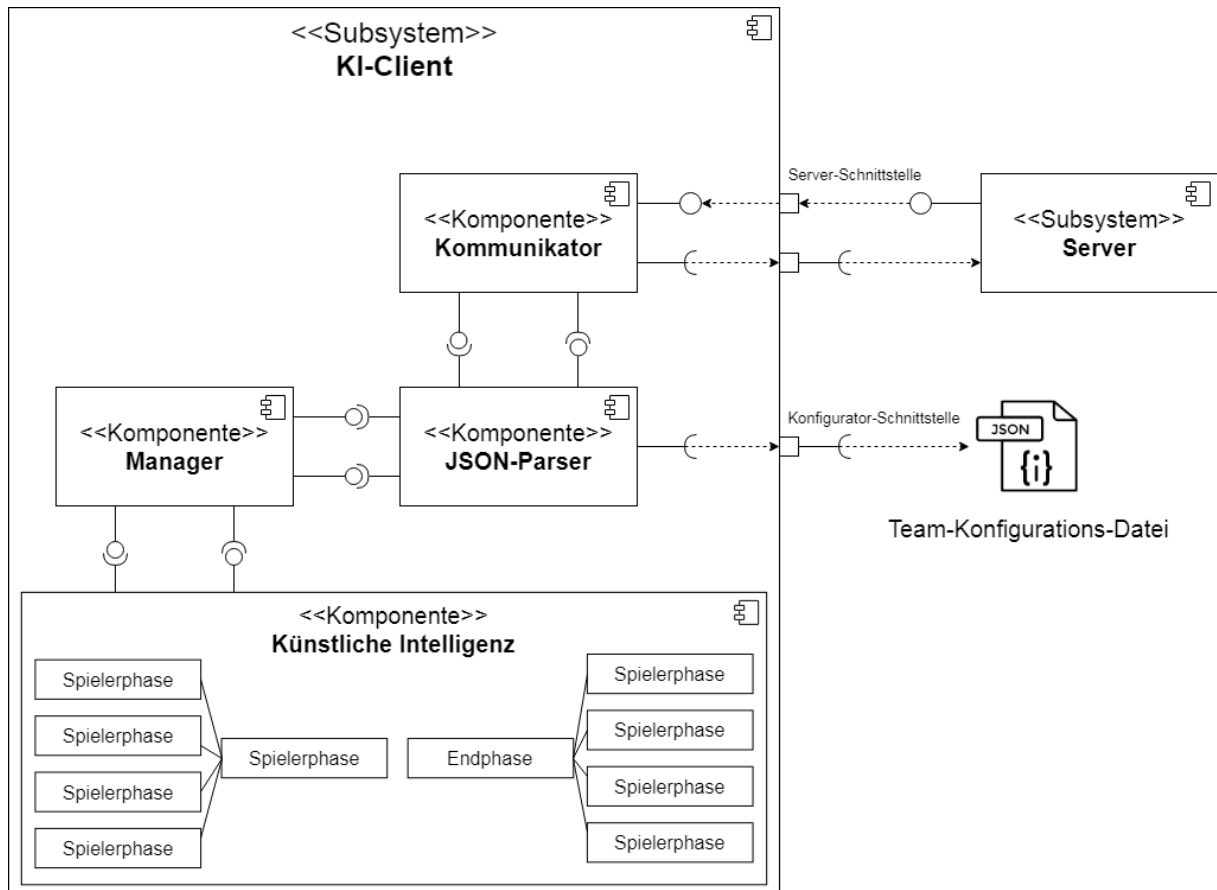 <<Subsystem>>
KI-Client
Server-Schnittstelle
<<Komponente>>
Kommunikator
<<Subsystem>>
Server
<<Komponente>>
Manager
<<Komponente>>
JSON-Parser
Konfigurator-Schnittstelle
JSON
{i}
Team-Konfigurations-Datei
<<Komponente>>
Künstliche Intelligenz
Spielerphase
Spielerphase
Spielerphase
Spielerphase
Spielerphase
Endphase
Spielerphase
Spielerphase
Spielerphase
Spielerphase